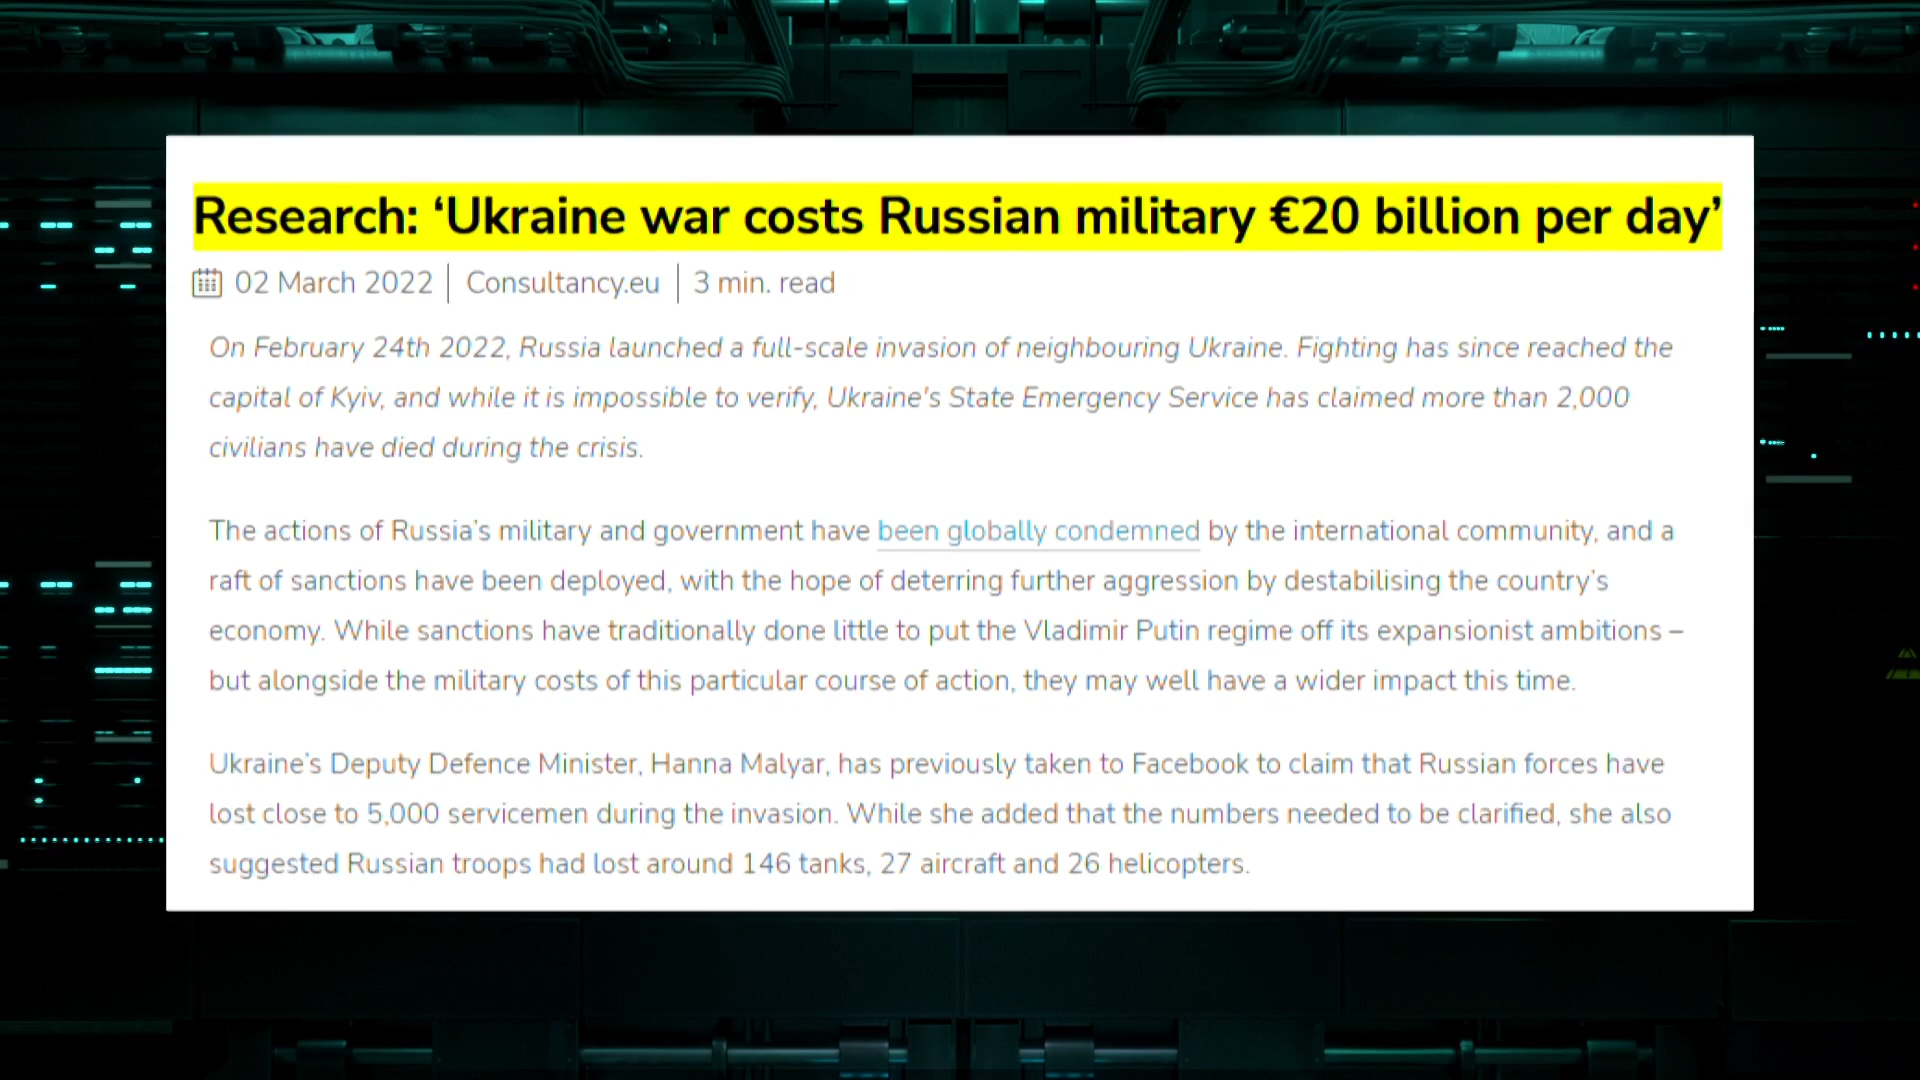 Research: ‘Ukraine war costs Russian military €20 billion per day’
02 March 2022 | Consultancy.eu | 3 min. read
On February 24th 2022, Russia launched a full-scale invasion of neighbouring Ukraine. Fighting has since reached the
capital of Kyiv, and while it is impossible to verify, Ukraine's State Emergency Service has claimed more than 2,000
civilians have died during the crisis.
The actions of Russia’s military and government have been globally condemned by the international community, and a
raft of sanctions have been deployed, with the hope of deterring further aggression by destabilising the country’s
economy. While sanctions have traditionally done little to put the Vladimir Putin regime off its expansionist ambitions –
but alongside the military costs of this particular course of action, they may well have a wider impact this time.
Ukraine’s Deputy Defence Minister, Hanna Malyar, has previously taken to Facebook to claim that Russian forces have
lost close to 5,000 servicemen during the invasion. While she added that the numbers needed to be clarified, she also
suggested Russian troops had lost around 146 tanks, 27 aircraft and 26 helicopters.